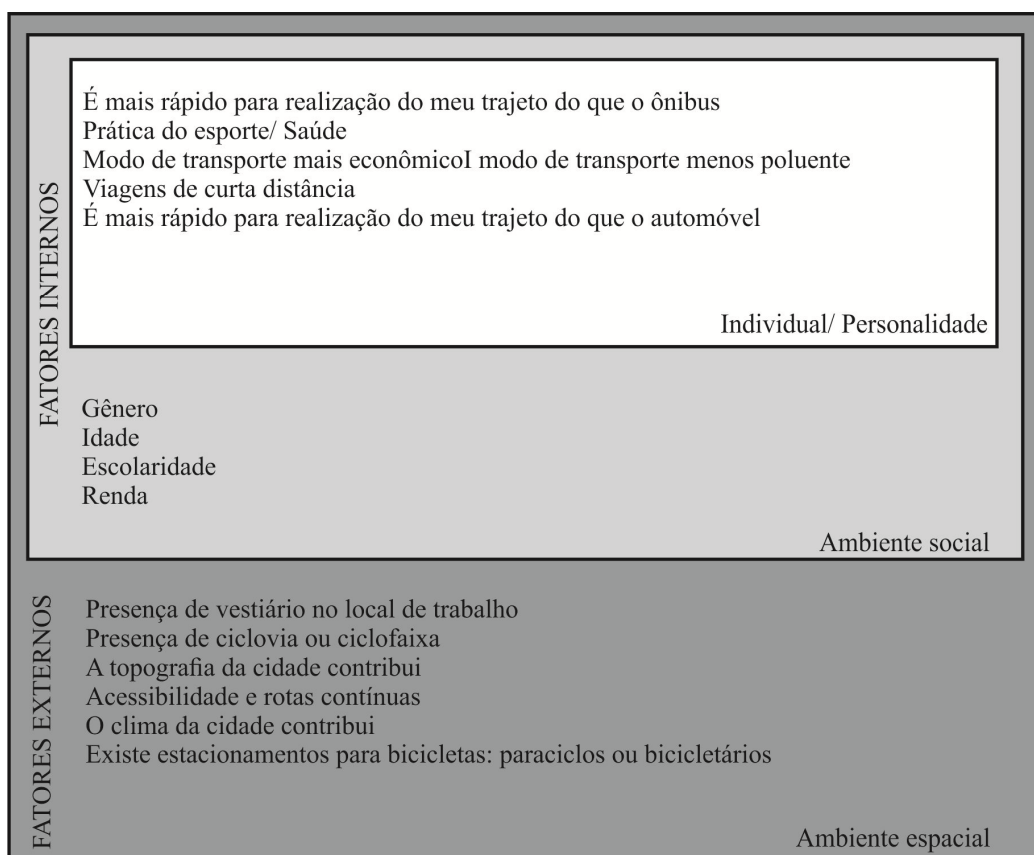 É mais rápido para realização do meu trajeto do que o ônibus
Prática do esporte/ Saúde
Modo de transporte mais econômicoI modo de transporte menos poluente
Viagens de curta distância
É mais rápido para realização do meu trajeto do que o automóvel
Individual/ Personalidade
FATORES INTERNOS
Gênero
Idade
Escolaridade
Renda
Ambiente social
FATORES EXTERNOS
Presença de vestiário no local de trabalho
Presença de ciclovia ou ciclofaixa
A topografia da cidade contribui
Acessibilidade e rotas contínuas
O clima da cidade contribui
Existe estacionamentos para bicicletas: paraciclos ou bicicletários
Ambiente espacial